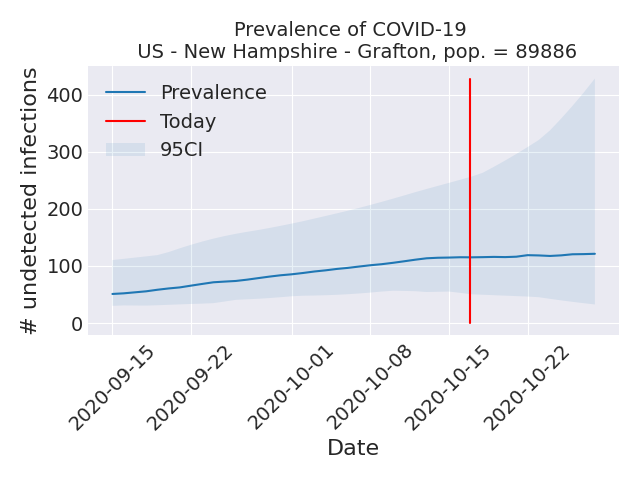 Prevalence of COVID-19
US - New Hampshire - Grafton, pop. = 89886
# undetected infections
400
300
200
100
0
Prevalence
Today
95CI
2020-09-15
2020-09-22
2020-10-01
2020-10-08
2020-10-15
2020-10-22
Date